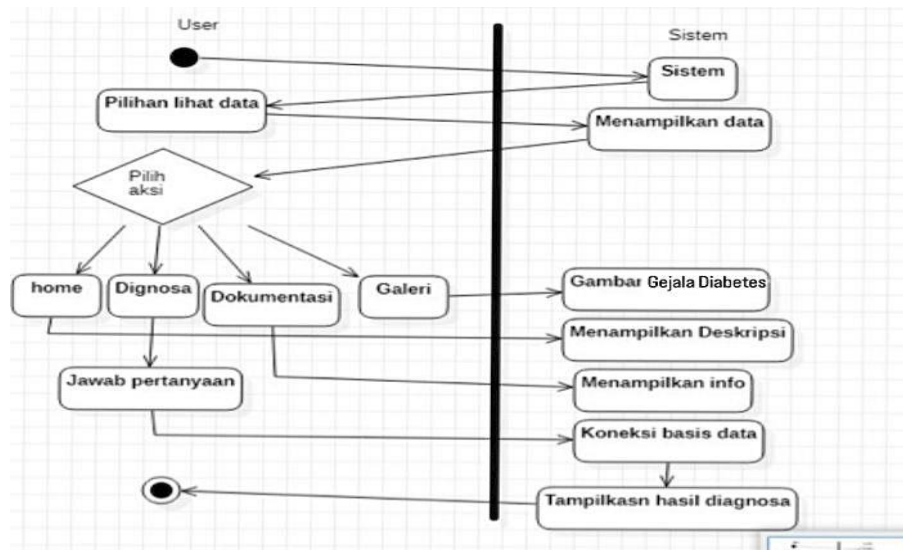 User
Sistem
Sistem
Pilihan lihat data
Menampilkan data
Pilih
aksi
home
Dignosa
Dokumentasi
Galeri
Gambar Gejala Diabetes
Menampilkan Deskripsi
Jawab pertanyaan
Menampilkan info
Koneksi basis data
Tampilkasn hasil diagnosa